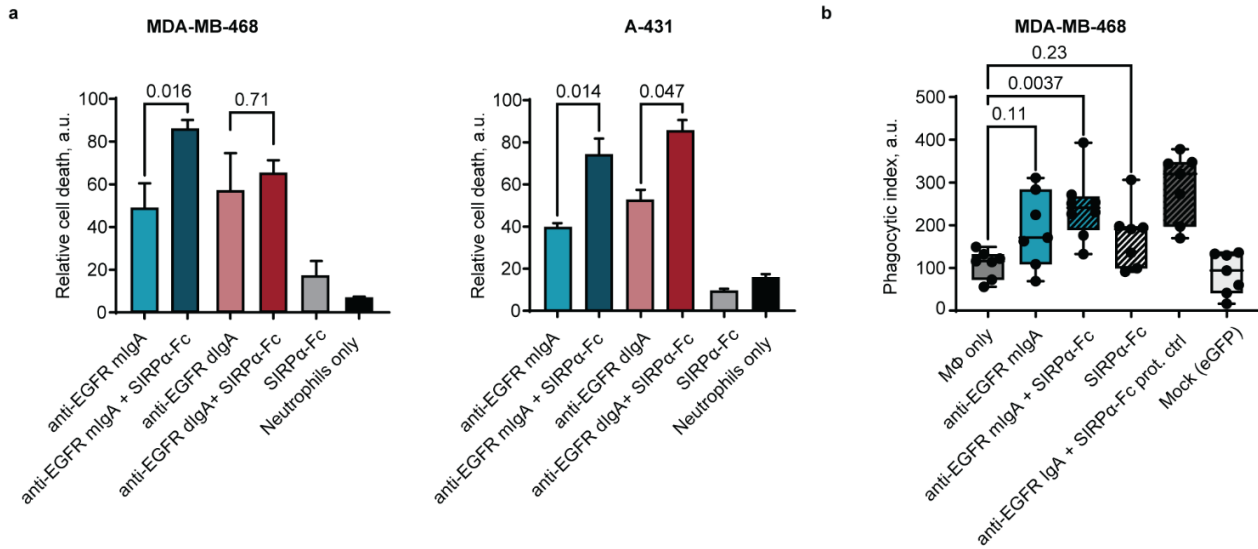 a
MDA-MB-468
Relative cell death, a.u.
100
80
60
40
20
0
0.016
0.71
anti-EGFR mIgA
anti-EGFR mIgA + SIRPα-Fc
anti-EGFR dIgA
anti-EGFR dIgA+ SIRPα-Fc
SIRPα-Fc
Neutrophils only
A-431
Relative cell death, a.u.
100
80
60
40
20
0
0.014
0.047
anti-EGFR mIgA
anti-EGFR mIgA + SIRPα-Fc
anti-EGFR dIgA
anti-EGFR dIgA+ SIRPα-Fc
SIRPα-Fc
Neutrophils only
b
MDA-MB-468
Phagocytic index, a.u.
500
400
300
200
100
0
0.23
0.0037
0.11
MΦ only
anti-EGFR mIgA
anti-EGFR mIgA + SIRPα-Fc
SIRPα-Fc
anti-EGFR IgA + SIRPα-Fc prot. ctrl
Mock (eGFP)